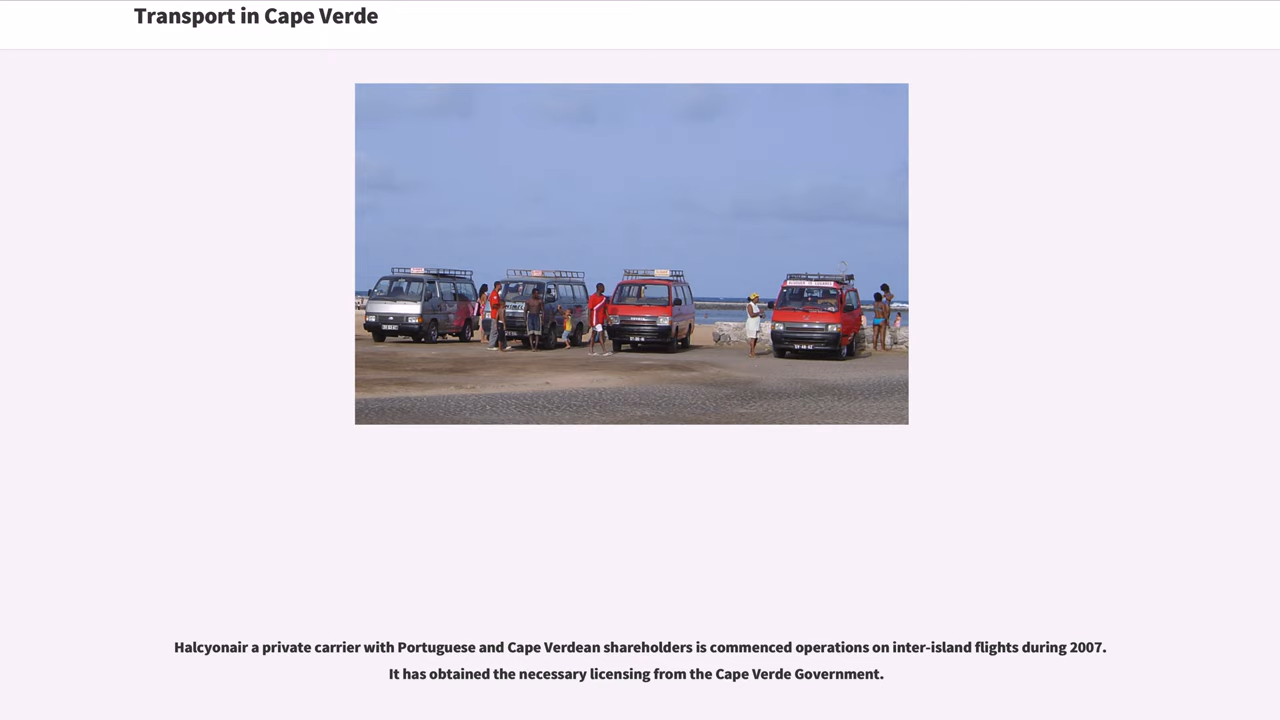 Transport in Cape Verde
Halcyonair a private carrier with Portuguese and Cape Verdean shareholders is commenced operations on inter-island flights during 2007.
It has obtained the necessary licensing from the Cape Verde Government.